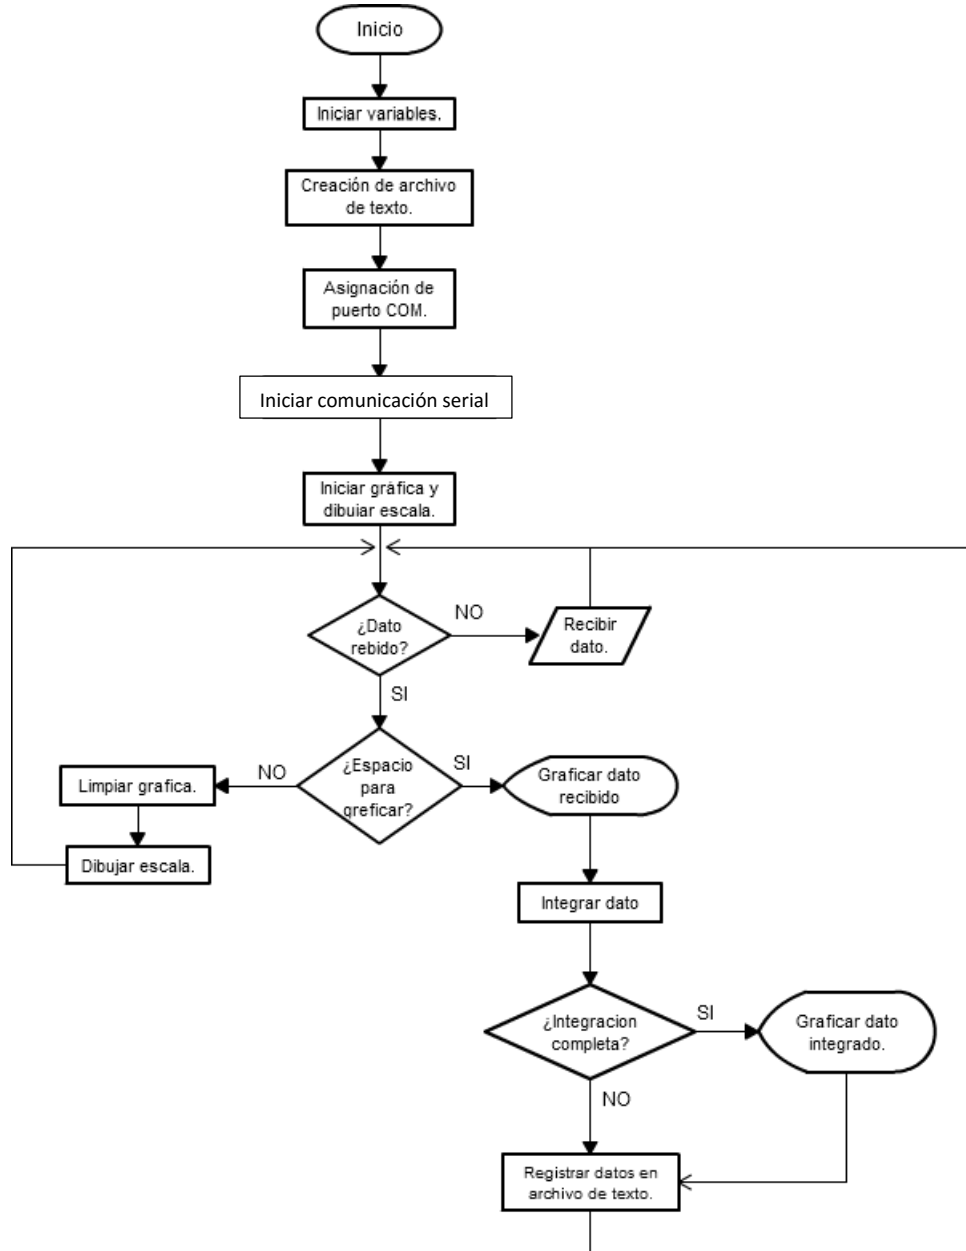 Inicio
Iniciar variables.
Creación de archivo
de texto.
Asignación de
puerto COM.
Iniciar comunicación serial
Iniciar gráfica y
dibuiar escala.
¿Dato
rebido?
NO
Recibir
dato.
SI
¿Espacio
para
qreficar?
NO
SI
Limpiar grafica.
Graficar dato
recibido
Dibujar escala.
Integrar dato
¿Integracion
completa?
SI
Graficar dato
integrado.
NO
Registrar datos en
archivo de texto.